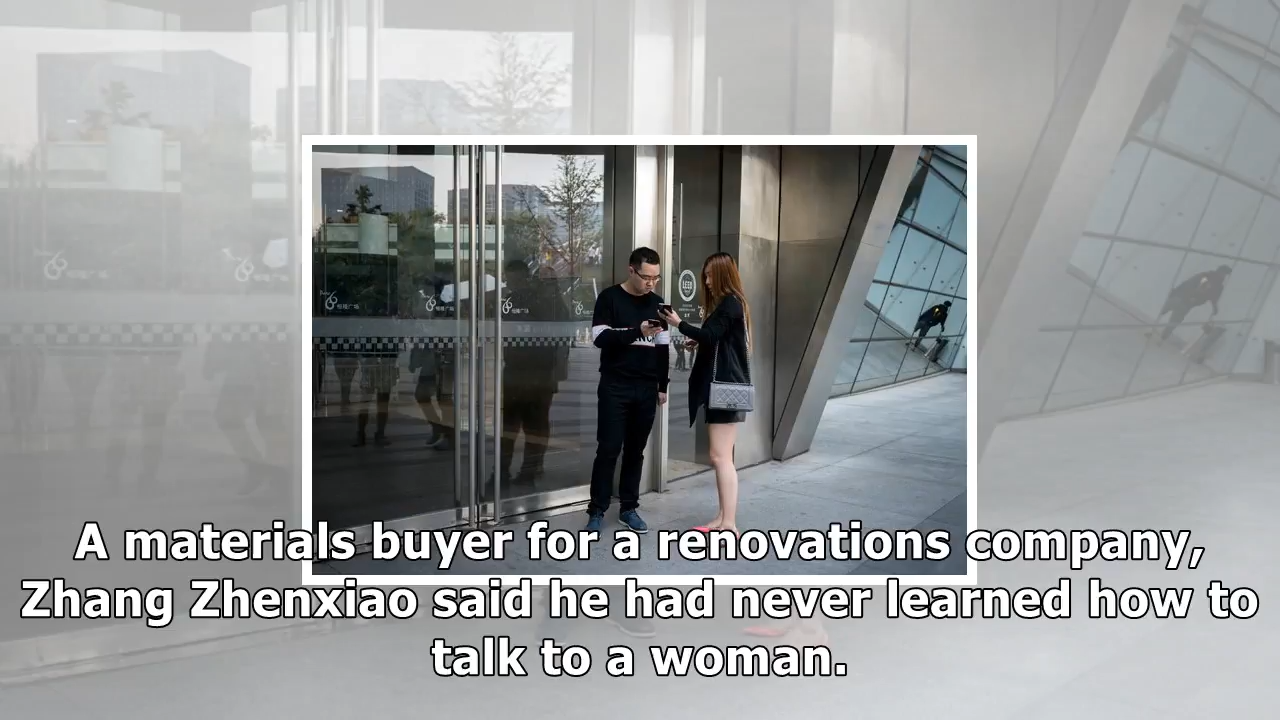 A materials buyer for a renovations company,
Zhang Zhenxiao said he had never learned how to
talk to a woman.